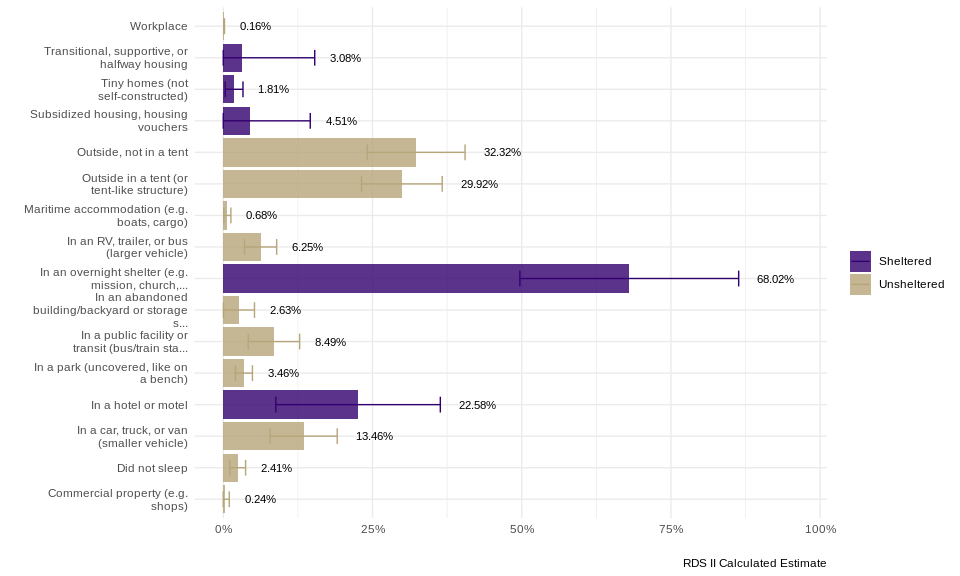 Workplace
0.16%
Transitional, supportive, or
halfway housing
3.08%
Tiny homes (not
self-constructed)
1.81%
Subsidized housing, housing
vouchers
4.51%
Outside, not in a tent
32.32%
Outside in a tent (or
tent-like structure)
29.92%
Maritime accommodation (e.g.
boats, cargo)
0.68%
In an RV, trailer, or bus
(larger vehicle)
6.25%
In an overnight shelter (e.g.
mission, church,...
68.02%
In an abandoned
building/backyard or storage
s...
2.63%
In a public facility or
transit (bus/train sta...
8.49%
In a park (uncovered, like on
a bench)
3.46%
In a hotel or motel
22.58%
In a car, truck, or van
(smaller vehicle)
13.46%
Did not sleep
2.41%
Commercial property (e.g.
shops)
0.24%
0%
25%
50%
75%
100%
RDS II Calculated Estimate
Sheltered
Unsheltered